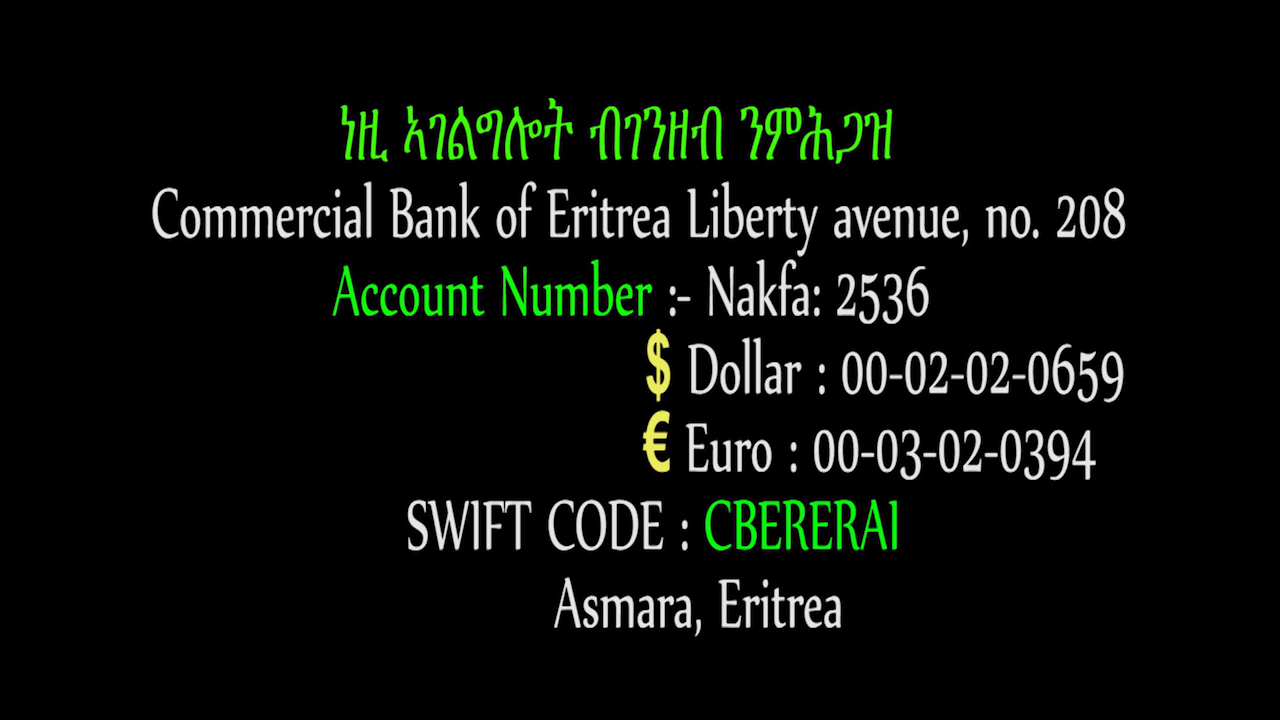 ነዚ ኣገልግሎት ብገንዘብ ንምሕጋዝ
Commercial Bank of Eritrea Liberty avenue, no. 208
Account Number :- Nakfa: 2536
$ Dollar : 00-02-02-0659
€ Euro : 00-03-02-0394
SWIFT CODE : CBERERAI
Asmara, Eritrea